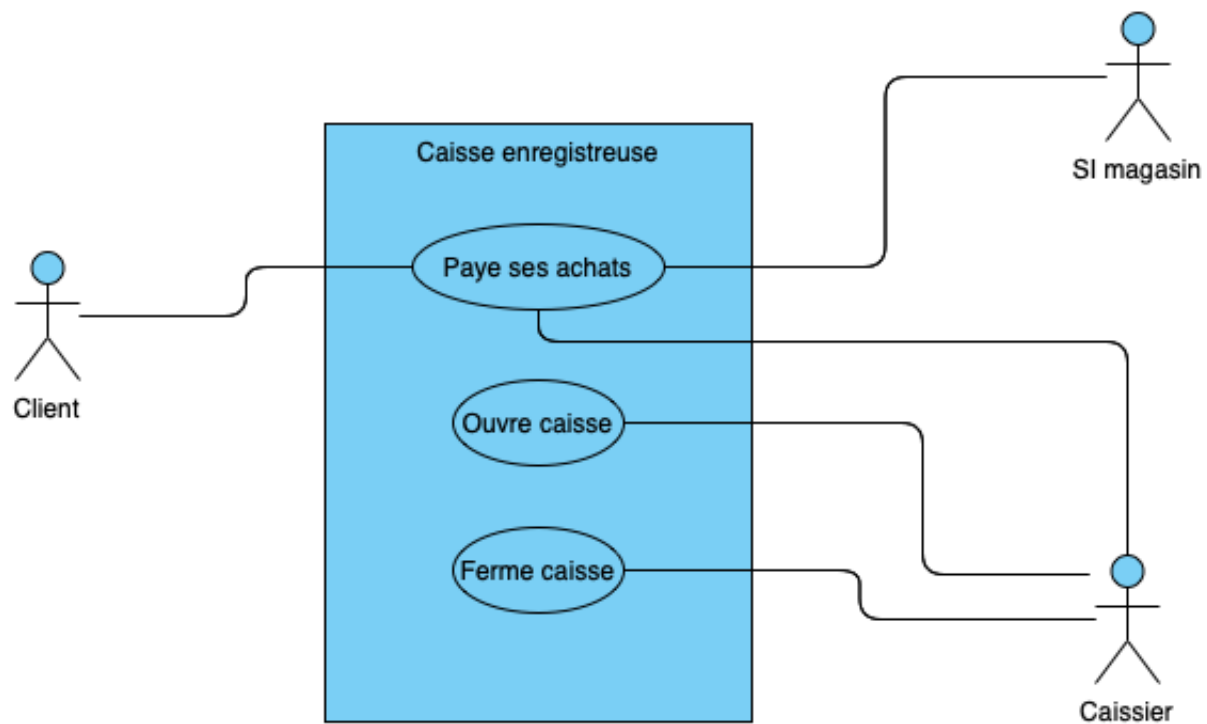 Caisse enregistreuse
SI magasin
Paye ses achats
Client
Ouvre caisse
Ferme caisse
Caissier